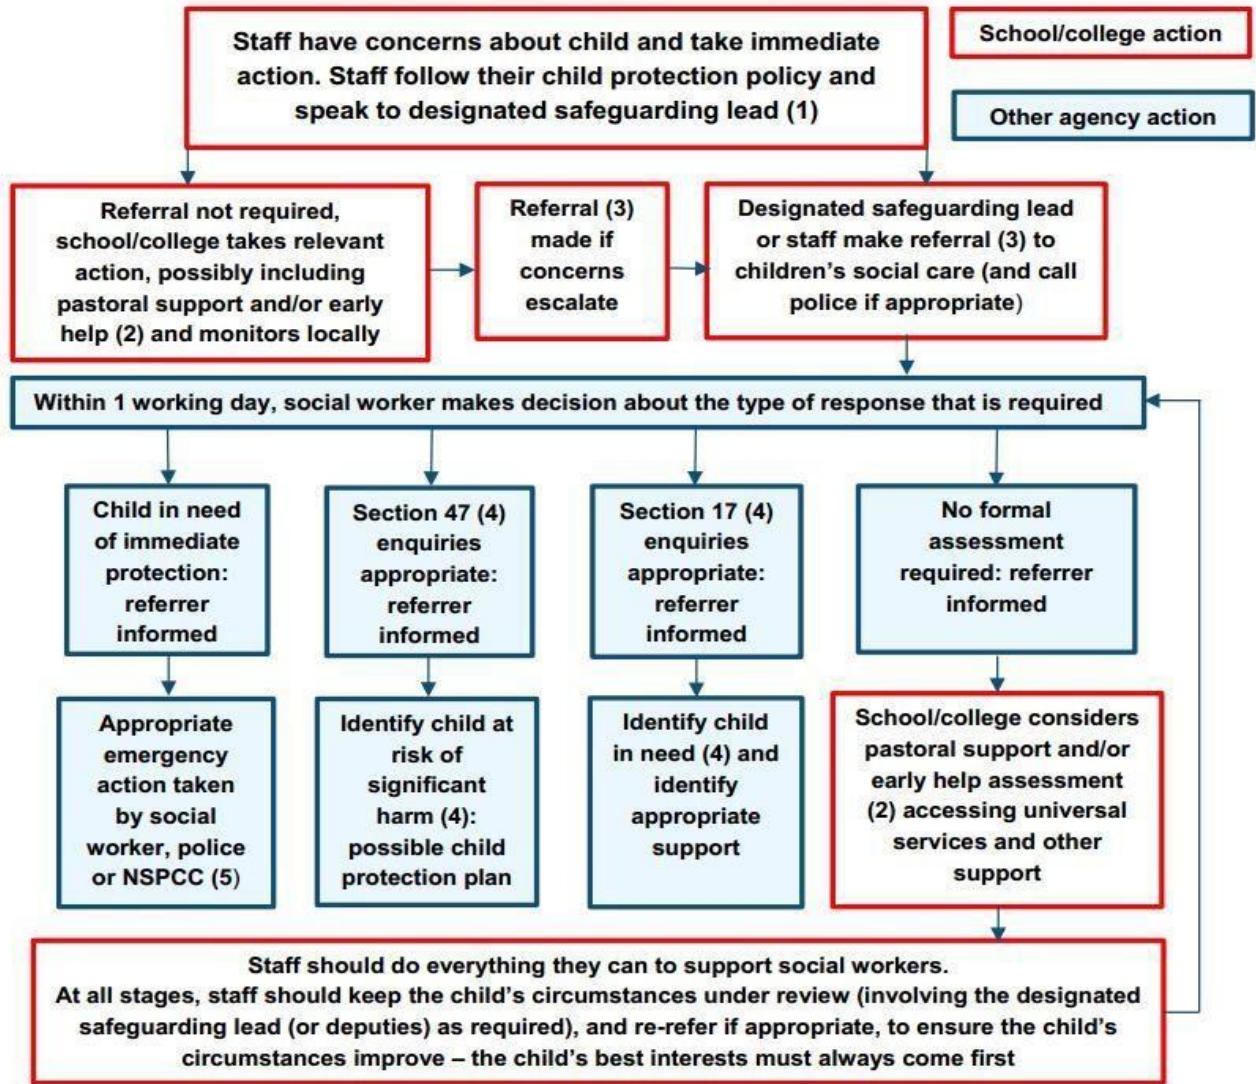 Staff have concerns about child and take immediate
action. Staff follow their child protection policy and
speak to designated safeguarding lead (1)
School/college action
Other agency action
Referral not required,
school/college takes relevant
action, possibly including
pastoral support and/or early
help (2) and monitors locally
Referral (3)
made if
concerns
escalate
Designated safeguarding lead
or staff make referral (3) to
children’s social care (and call
police if appropriate)
Within 1 working day, social worker makes decision about the type of response that is required
Child in need
of immediate
protection:
referrer
informed
Section 47 (4)
enquiries
appropriate:
referrer
informed
Section 17 (4)
enquiries
appropriate:
referrer
informed
No formal
assessment
required: referrer
informed
Appropriate
emergency
action taken
by social
worker, police
or NSPCC (5)
Identify child at
risk of
significant
harm (4):
possible child
protection plan
Identify child
in need (4) and
identify
appropriate
support
School/college considers
pastoral support and/or
early help assessment
(2) accessing universal
services and other
support
Staff should do everything they can to support social workers.
At all stages, staff should keep the child’s circumstances under review (involving the designated
safeguarding lead (or deputies) as required), and re-refer if appropriate, to ensure the child’s
circumstances improve – the child’s best interests must always come first